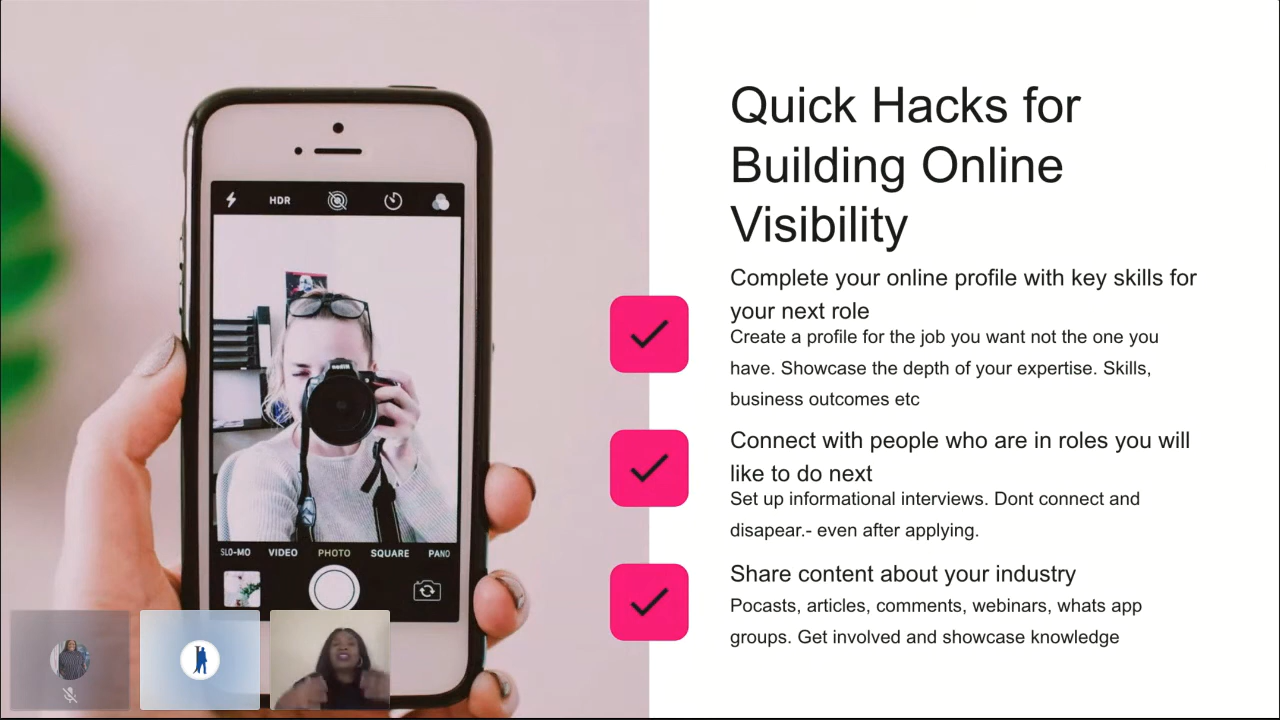 HDR
SLO-MO VIDEO PHOTO SQUARE PANO
Quick Hacks for
Building Online
Visibility
Complete your online profile with key skills for
your next role
Create a profile for the job you want not the one you
have. Showcase the depth of your expertise. Skills,
business outcomes etc
Connect with people who are in roles you will
like to do next
Set up informational interviews. Dont connect and
disapear.- even after applying.
Share content about your industry
Pocasts, articles, comments, webinars, whats app
groups. Get involved and showcase knowledge